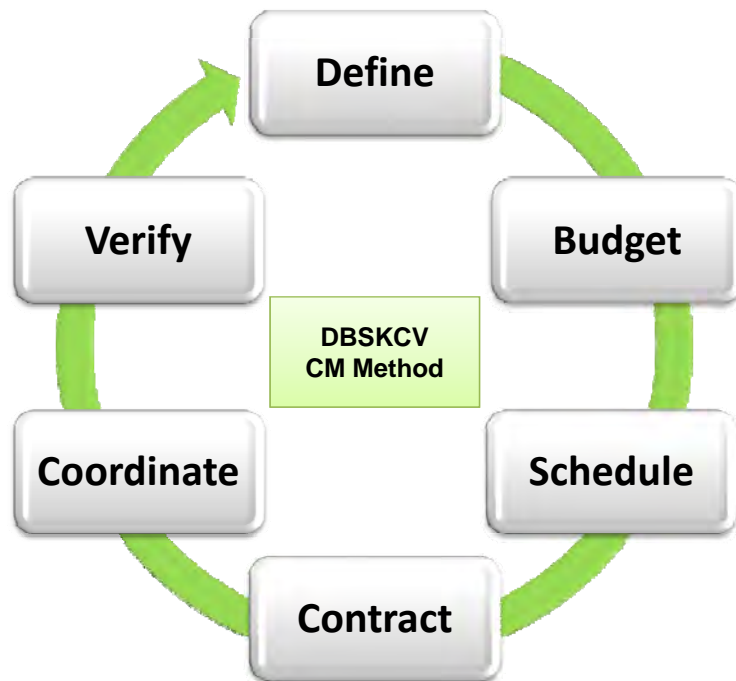 Define
Budget
Schedule
Contract
Coordinate
Verify
DBSKCV
CM Method